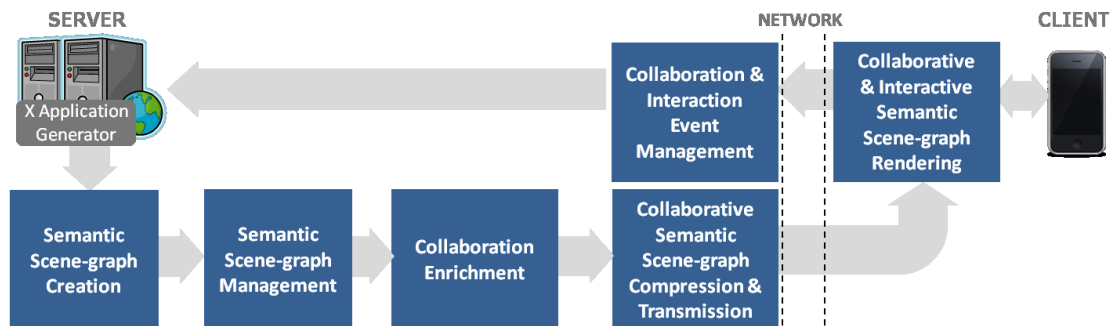 SERVER
NETWORK
CLIENT
X Application
Generator
Collaboration &
Interaction
Event
Management
Collaborative
& Interactive
Semantic
Scene-graph
Rendering
Semantic
Scene-graph
Creation
Semantic
Scene-graph
Management
Collaboration
Enrichment
Collaborative
Semantic
Scene-graph
Compression &
Transmission